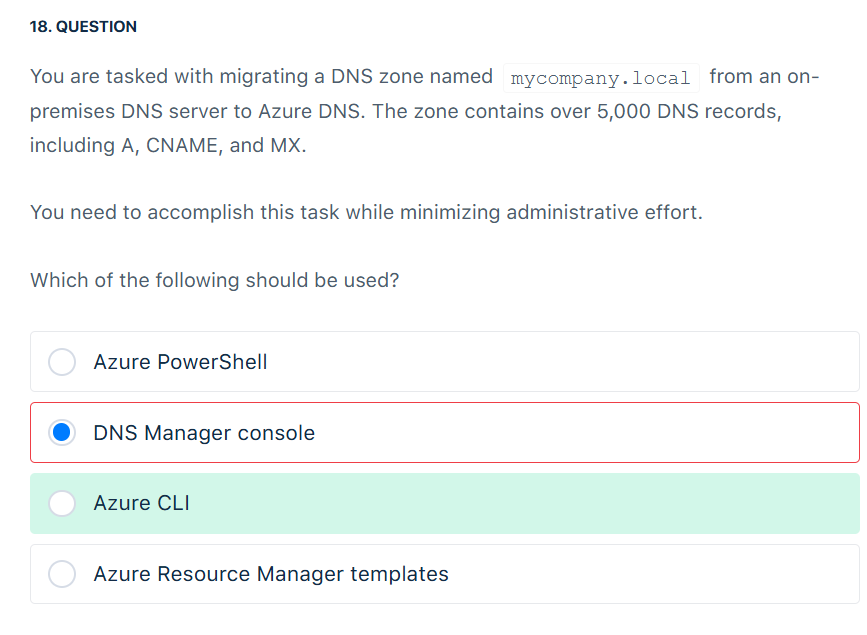 18. QUESTION
You are tasked with migrating a DNS zone named mycompany.local from an on-
premises DNS server to Azure DNS. The zone contains over 5,000 DNS records,
including A, CNAME, and MX.
You need to accomplish this task while minimizing administrative effort.
Which of the following should be used?
Azure PowerShell
DNS Manager console
Azure CLI
Azure Resource Manager templates